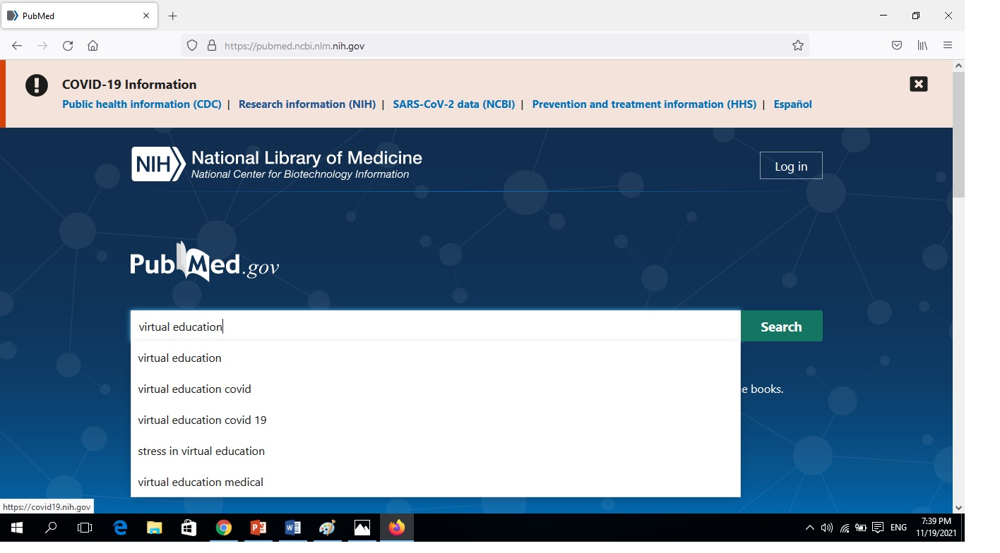 PubMed
https://pubmed.ncbi.nlm.nih.gov
COVID-19 Information
Public health information (CDC) | Research information (NIH) | SARS-CoV-2 data (NCBI) | Prevention and treatment information (HHS) | Español
NIH National Library of Medicine
National Center for Biotechnology Information
Log in
PubMed.gov
virtual education
Search
virtual education
virtual education covid
e books.
virtual education covid 19
stress in virtual education
virtual education medical
https://covid19.nih.gov
ENG
7:39 PM
11/19/2021